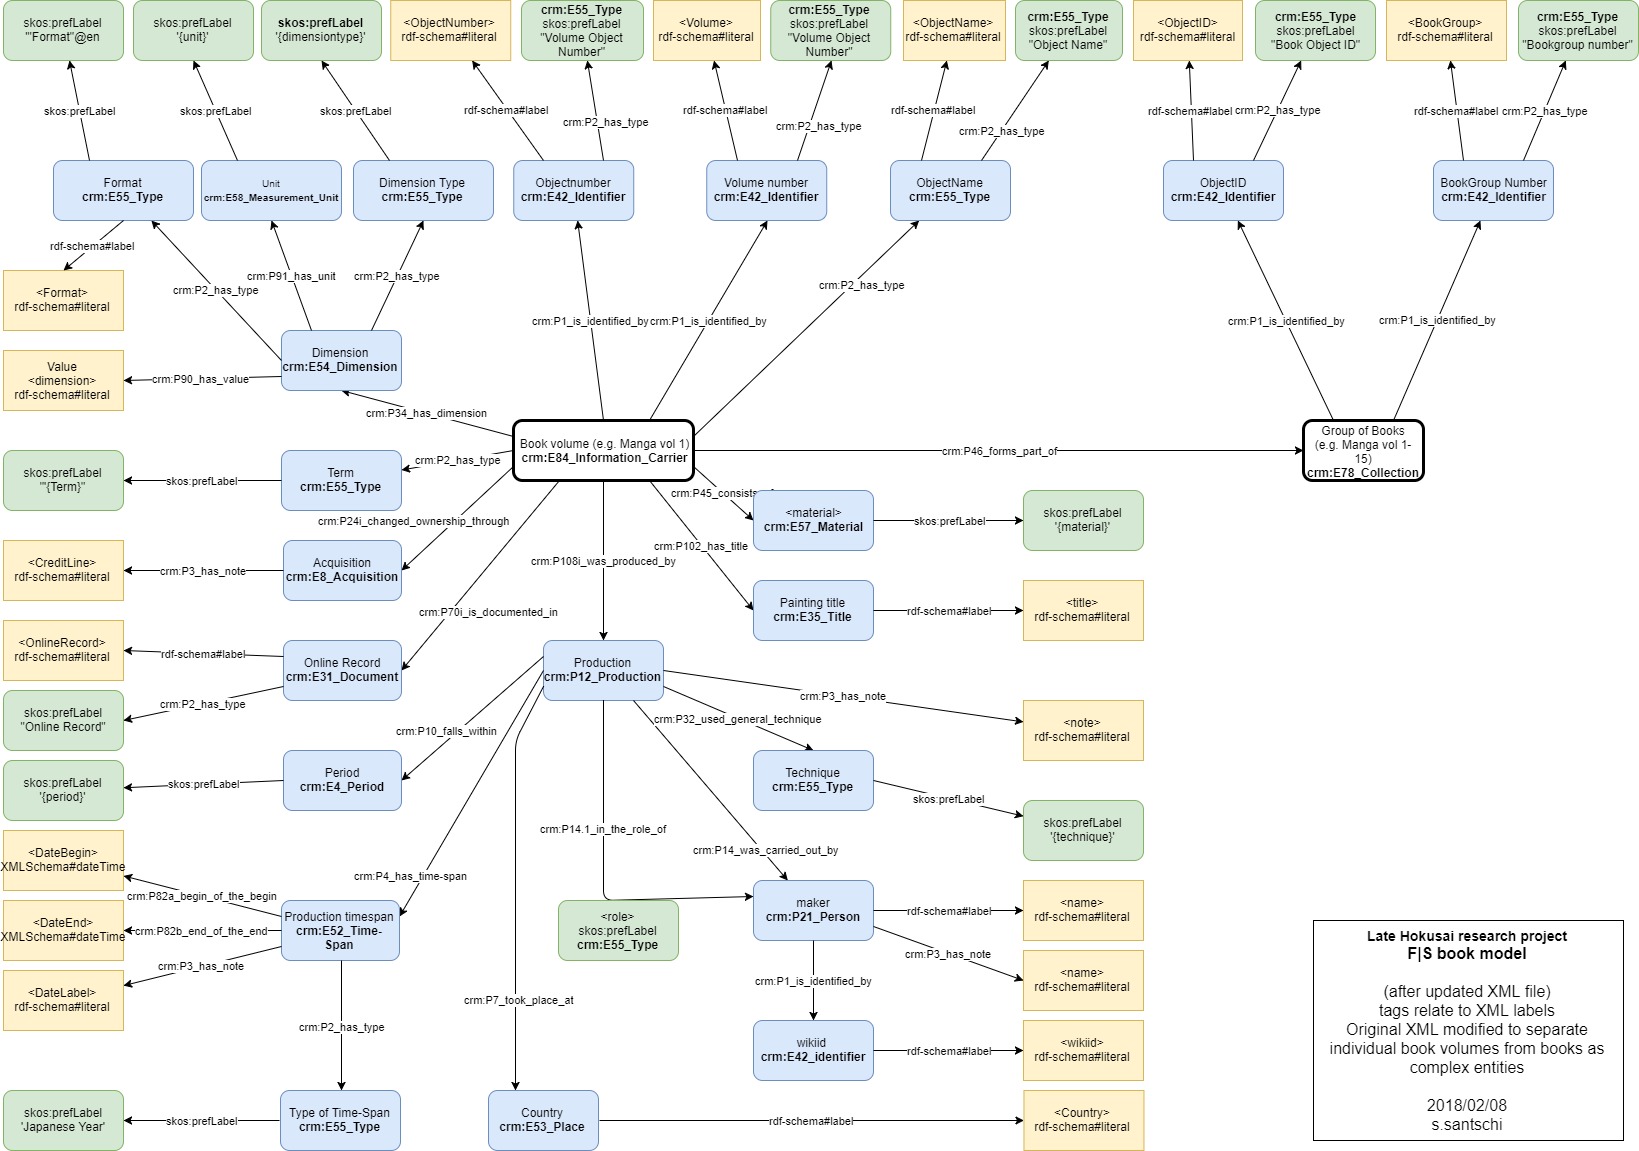 skos:prefLabel
'"Format"@en
skos:prefLabel
'{unit}'
skos:prefLabel
'{dimensiontype}'
<ObjectNumber>
rdf-schema#literal
crm:E55_Type
skos:prefLabel
"Volume Object
Number"
<Volume>
rdf-schema#literal
crm:E55_Type
skos:prefLabel
"Volume Object
Number"
<ObjectName>
rdf-schema#literal
crm:E55_Type
skos:prefLabel
"Object Name"
<ObjectID>
rdf-schema#literal
crm:E55_Type
skos:prefLabel
"Book Object ID"
<BookGroup>
rdf-schema#literal
crm:E55_Type
skos:prefLabel
"Bookgroup number"
skos:prefLabel
skos:prefLabel
skos:prefLabel
rdf-schema#label
crm:P2_has_type
rdf-schema#label
crm:P2_has_type
rdf-schema#label
crm:P2_has_type
rdf-schema#label
crm:P2_has_type
rdf-schema#label
crm:P2_has_type
Format
crm:E55_Type
Unit
crm:E58_Measurement_Unit
Dimension Type
crm:E55_Type
Objectnumber
crm:E42_Identifier
Volume number
crm:E42_Identifier
ObjectName
crm:E55_Type
ObjectID
crm:E42_Identifier
BookGroup Number
crm:E42_Identifier
rdf-schema#label
crm:P2_has_type
crm:P91_has_unit
crm:P2_has_type
crm:P2_has_type
<Format>
rdf-schema#literal
crm:P1_is_identified_by
crm:P1_is_identified_by
crm:P1_is_identified_by
crm:P1_is_identified_by
Dimension
crm:E54_Dimension
Value
<dimension>
rdf-schema#literal
crm:P90_has_value
crm:P34_has_dimension
Book volume (e.g. Manga vol 1)
crm:E84_Information_Carrier
crm:P46_forms_part_of
Group of Books
(e.g. Manga vol 1-
15)
crm:E78_Collection
crm:P2_has_type
skos:prefLabel
'"{Term}"
skos:prefLabel
Term
crm:E55_Type
crm:P45_consists
<material>
crm:E57_Material
skos:prefLabel
skos:prefLabel
'{material}'
crm:P24i_changed_ownership_through
crm:P102_has_title
<CreditLine>
rdf-schema#literal
crm:P3_has_note
Acquisition
crm:E8_Acquisition
crm:P108i_was_produced_by
crm:P70i_is_documented_in
Painting title
crm:E35_Title
rdf-schema#label
<title>
rdf-schema#literal
<OnlineRecord>
rdf-schema#literal
rdf-schema#label
Online Record
crm:E31_Document
Production
crm:P12_Production
crm:P3_has_note
crm:P2_has_type
skos:prefLabel
"Online Record"
crm:P10_falls_within
crm:P32_used_general_technique
<note>
rdf-schema#literal
skos:prefLabel
'{period}'
skos:prefLabel
Period
crm:E4_Period
Technique
crm:E55_Type
skos:prefLabel
skos:prefLabel
'{technique}'
crm:P14.1_in_the_role_of
crm:P14_was_carried_out_by
<DateBegin>
XMLSchema#dateTime
crm:P4_has_time-span
crm:P82a_begin_of_the_begin
<DateEnd>
XMLSchema#dateTime
crm:P82b_end_of_the_end
Production timespan
crm:E52_Time-
Span
crm:P3_has_note
<DateLabel>
rdf-schema#literal
<role>
skos:prefLabel
crm:E55_Type
maker
crm:P21_Person
rdf-schema#label
<name>
rdf-schema#literal
crm:P3_has_note
<name>
rdf-schema#literal
crm:P1_is_identified_by
crm:P7_took_place_at
crm:P2_has_type
wikiid
crm:E42_identifier
rdf-schema#label
<wikiid>
rdf-schema#literal
skos:prefLabel
'Japanese Year'
skos:prefLabel
Type of Time-Span
crm:E55_Type
Country
crm:E53_Place
rdf-schema#label
<Country>
rdf-schema#literal
Late Hokusai research project
F|S book model
(after updated XML file)
tags relate to XML labels
Original XML modified to separate
individual book volumes from books as
complex entities
2018/02/08
s.santschi